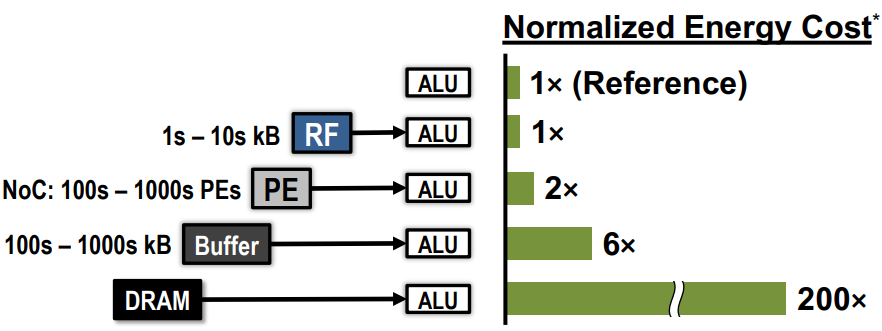 Normalized Energy Cost*
ALU 1× (Reference)
1s – 10s kB RF ALU 1×
NoC: 100s – 1000s PEs PE ALU 2×
100s – 1000s kB Buffer ALU 6×
DRAM ALU 200×